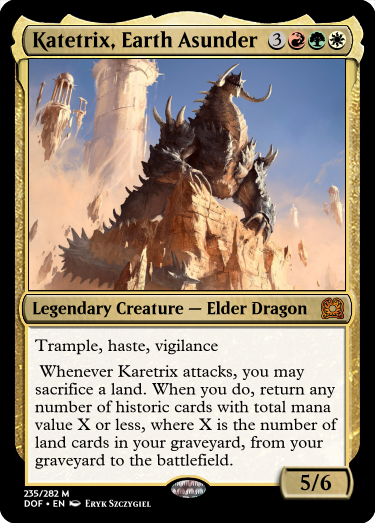 Katetrix, Earth Asunder 3
Legendary Creature — Elder Dragon
Trample, haste, vigilance
Whenever Karetrix attacks, you may
sacrifice a land. When you do, return any
number of historic cards with total mana
value X or less, where X is the number of
land cards in your graveyard, from your
graveyard to the battlefield.
5/6
235/282 M
DOF • EN Eryk Szczygiel